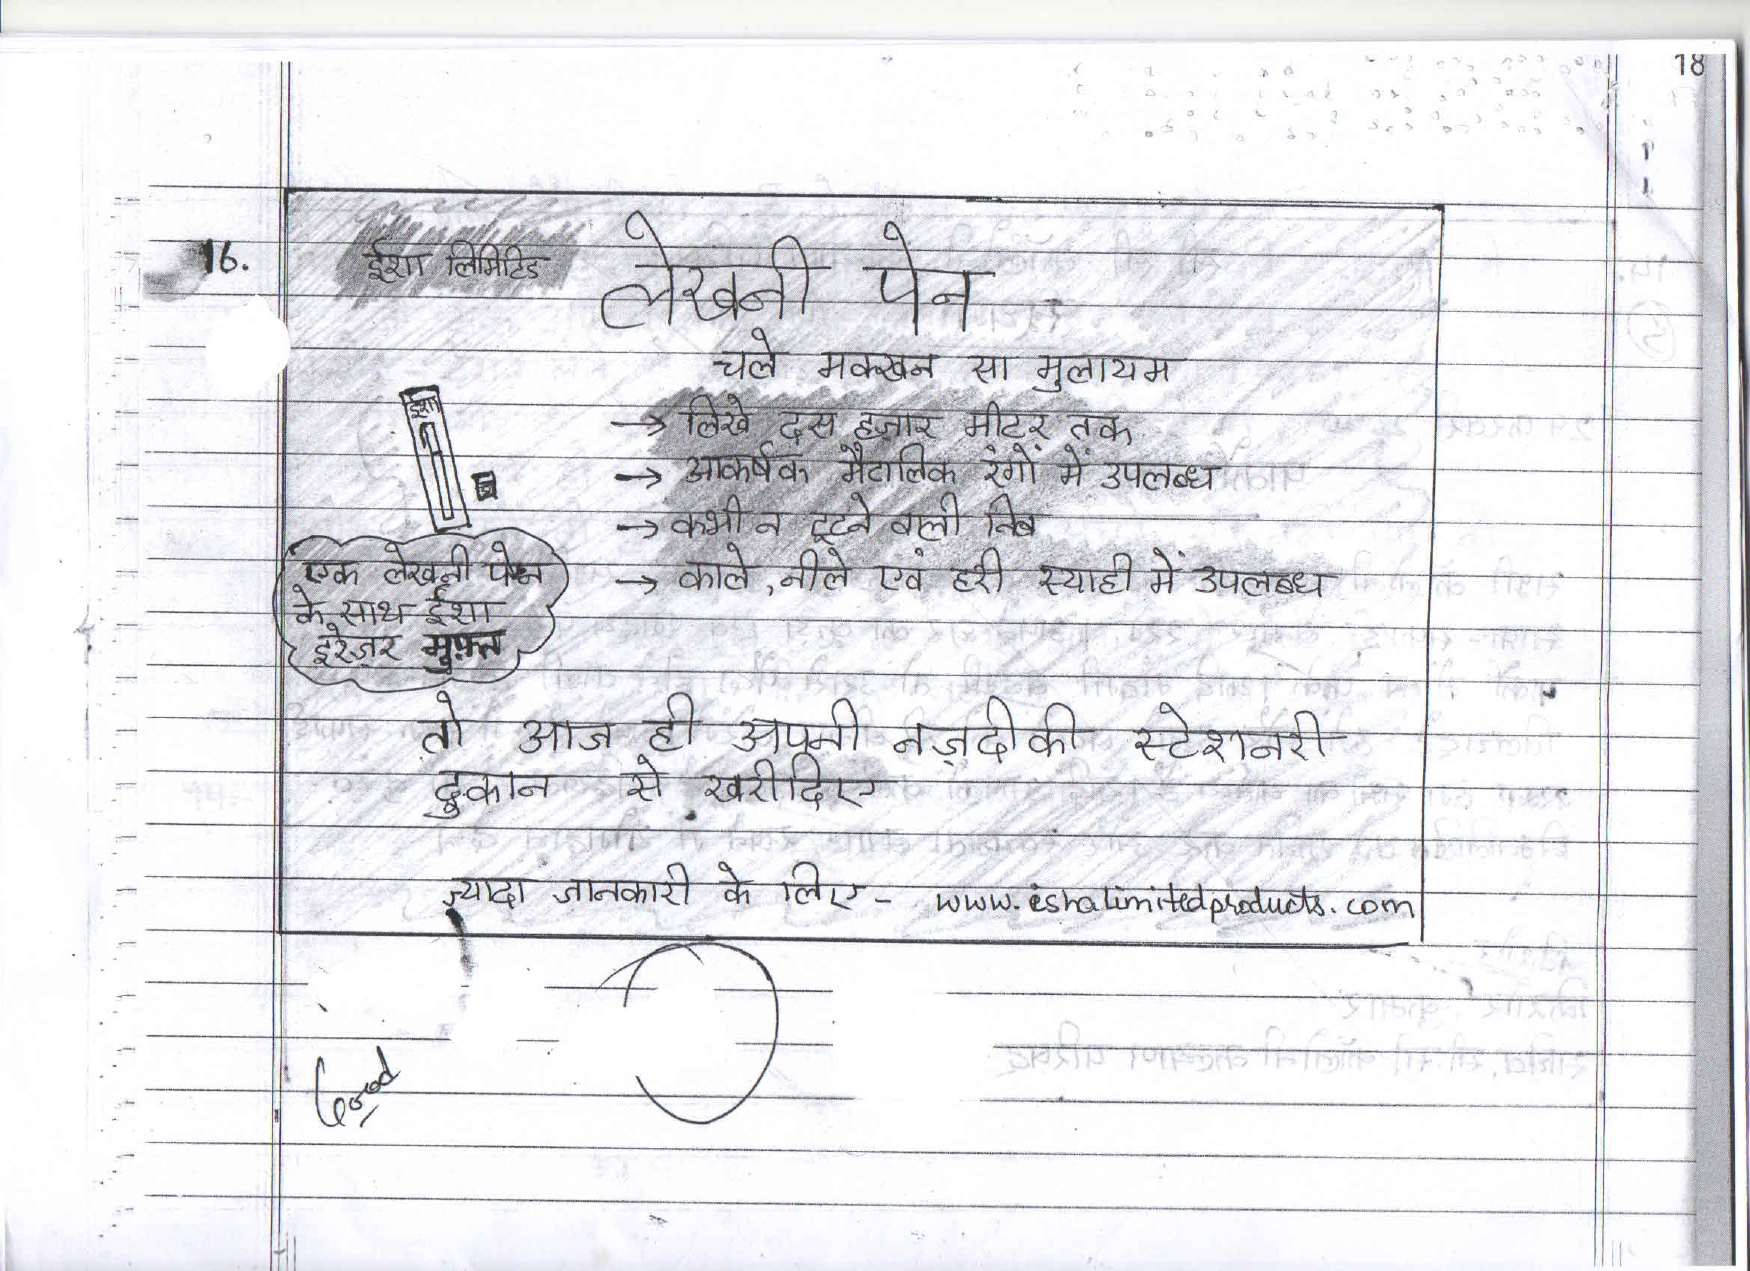 18
16.
ईशा लिमिटिड
लेखनी पेन
चले मक्खन सा मुलायम
→ लिखे दस हज़ार मीटर तक
→ आकर्षक मैटालिक रंगों में उपलब्ध
→ कभी न टूटने वाली निब
→ काले, नीले एवं हरी स्याही में उपलब्ध
ईशा
एक लेखनी पेन
के साथ ईशा
इरेज़र मुफ़्त
तो आज ही अपनी नज़्दीकी स्टेशनरी
दुकान से खरीदिए
ज़्यादा जानकारी के लिए - www.eshalimitedproducts.com
Good